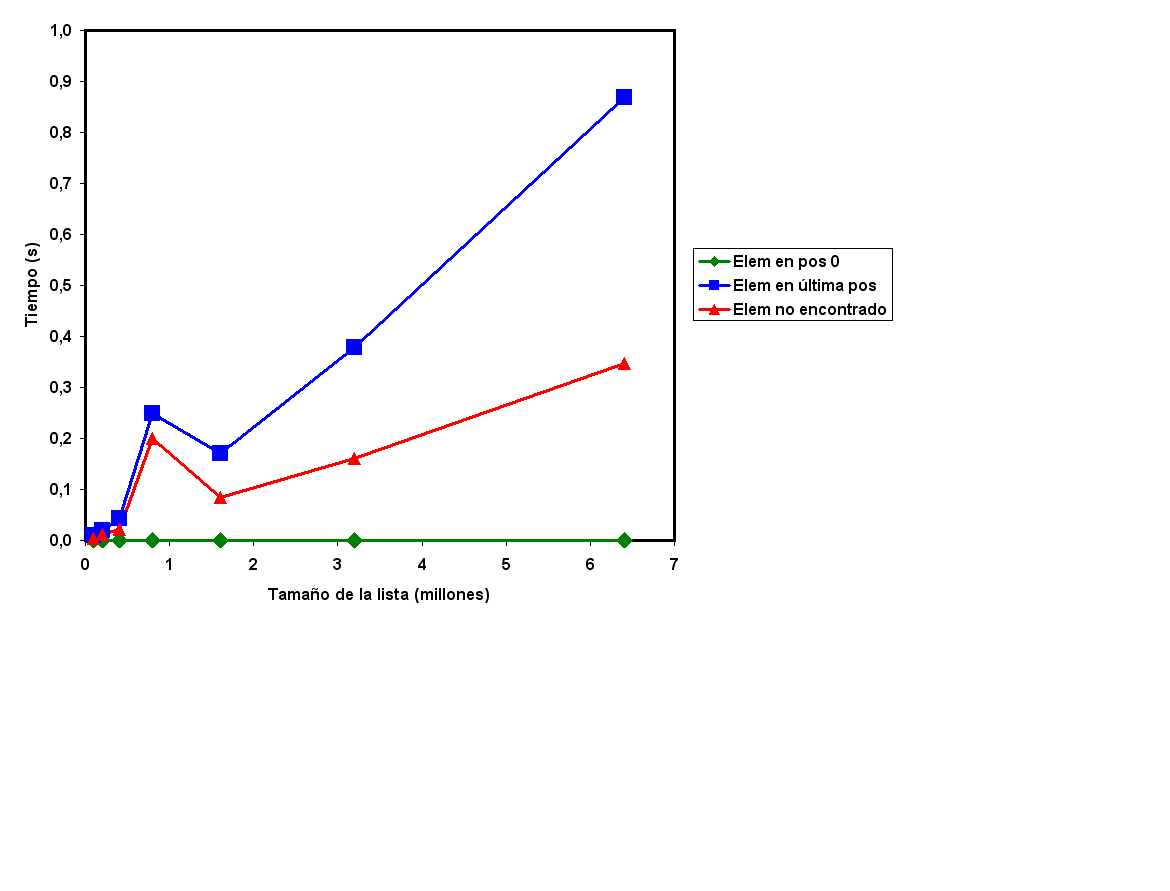 1,0
0,9
0,8
0,7
0,6
0,5
0,4
0,3
0,2
0,1
0,0
Tiempo (s)
0 1 2 3 4 5 6 7
Tamaño de la lista (millones)
Elem en pos 0
Elem en última pos
Elem no encontrado